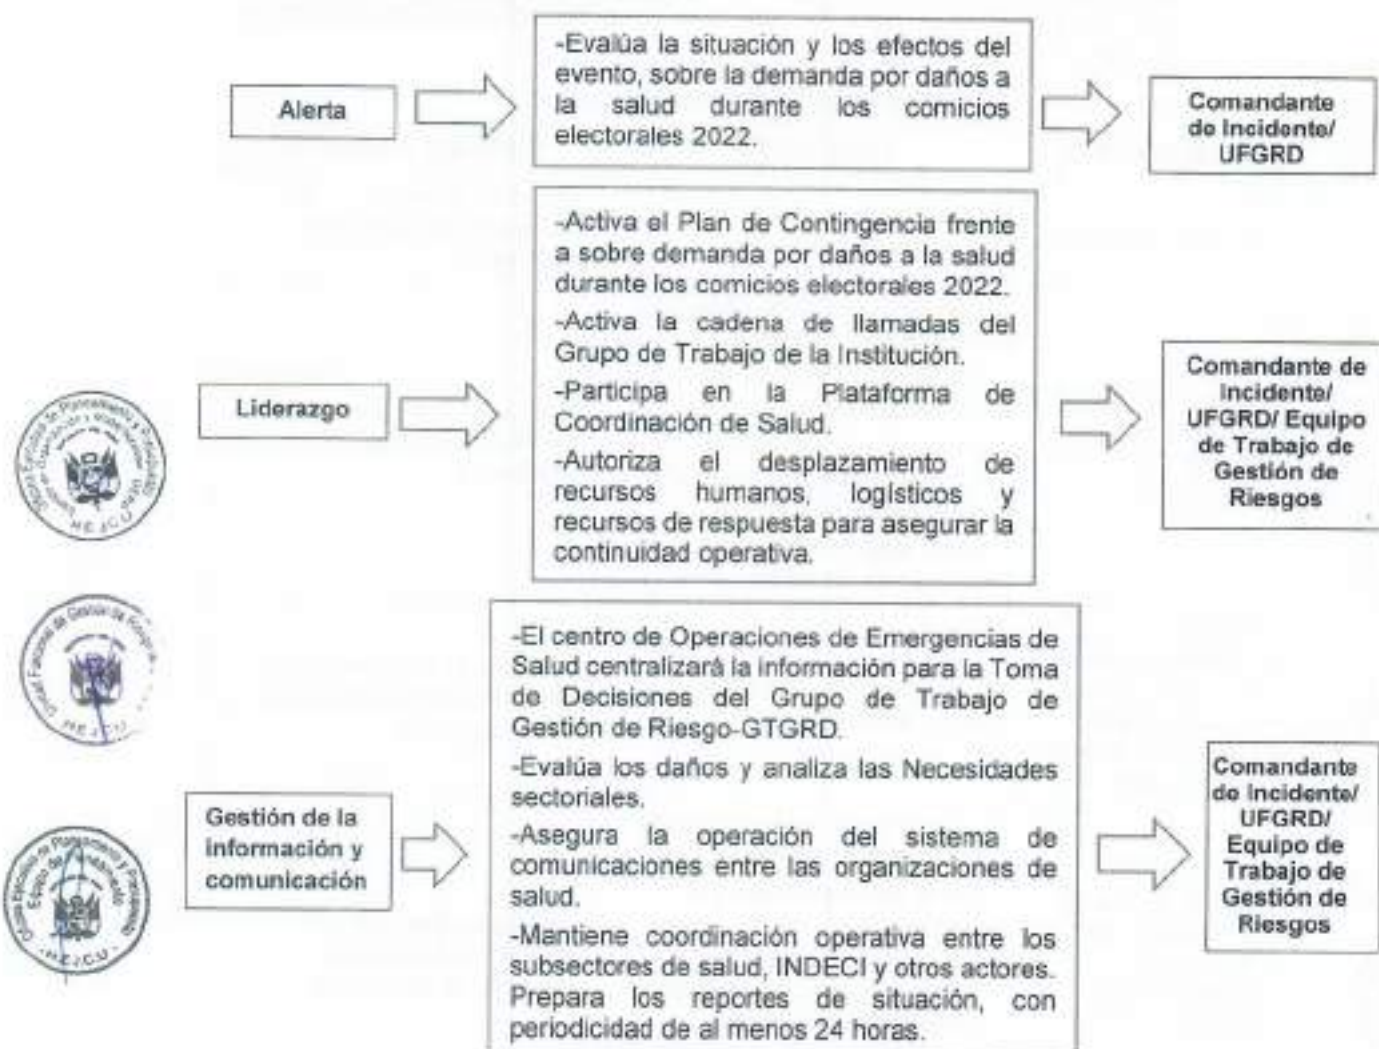 Alerta
-Evalúa la situación y los efectos del
evento, sobre la demanda por daños a
la salud durante los comicios
electorales 2022.
Comandante
de Incidente/
UFGRD
Liderazgo
-Activa el Plan de Contingencia frente
a sobre demanda por daños a la salud
durante los comicios electorales 2022.
-Activa la cadena de llamadas del
Grupo de Trabajo de la Institución.
-Participa en la Plataforma de
Coordinación de Salud.
-Autoriza el desplazamiento de
recursos humanos, logísticos y
recursos de respuesta para asegurar la
continuidad operativa.
Comandante de
Incidente/
UFGRD/ Equipo
de Trabajo de
Gestión de
Riesgos
Gestión de la
información y
comunicación
-El centro de Operaciones de Emergencias de
Salud centralizará la información para la Toma
de Decisiones del Grupo de Trabajo de
Gestión de Riesgo-GTGRD.
-Evalúa los daños y analiza las Necesidades
sectoriales.
-Asegura la operación del sistema de
comunicaciones entre las organizaciones de
salud.
-Mantiene coordinación operativa entre los
subsectores de salud, INDECI y otros actores.
Prepara los reportes de situación, con
periodicidad de al menos 24 horas.
Comandante
de Incidente/
UFGRD/
Equipo de
Trabajo de
Gestión de
Riesgos
HEJCU
HEJCU
HEJCU